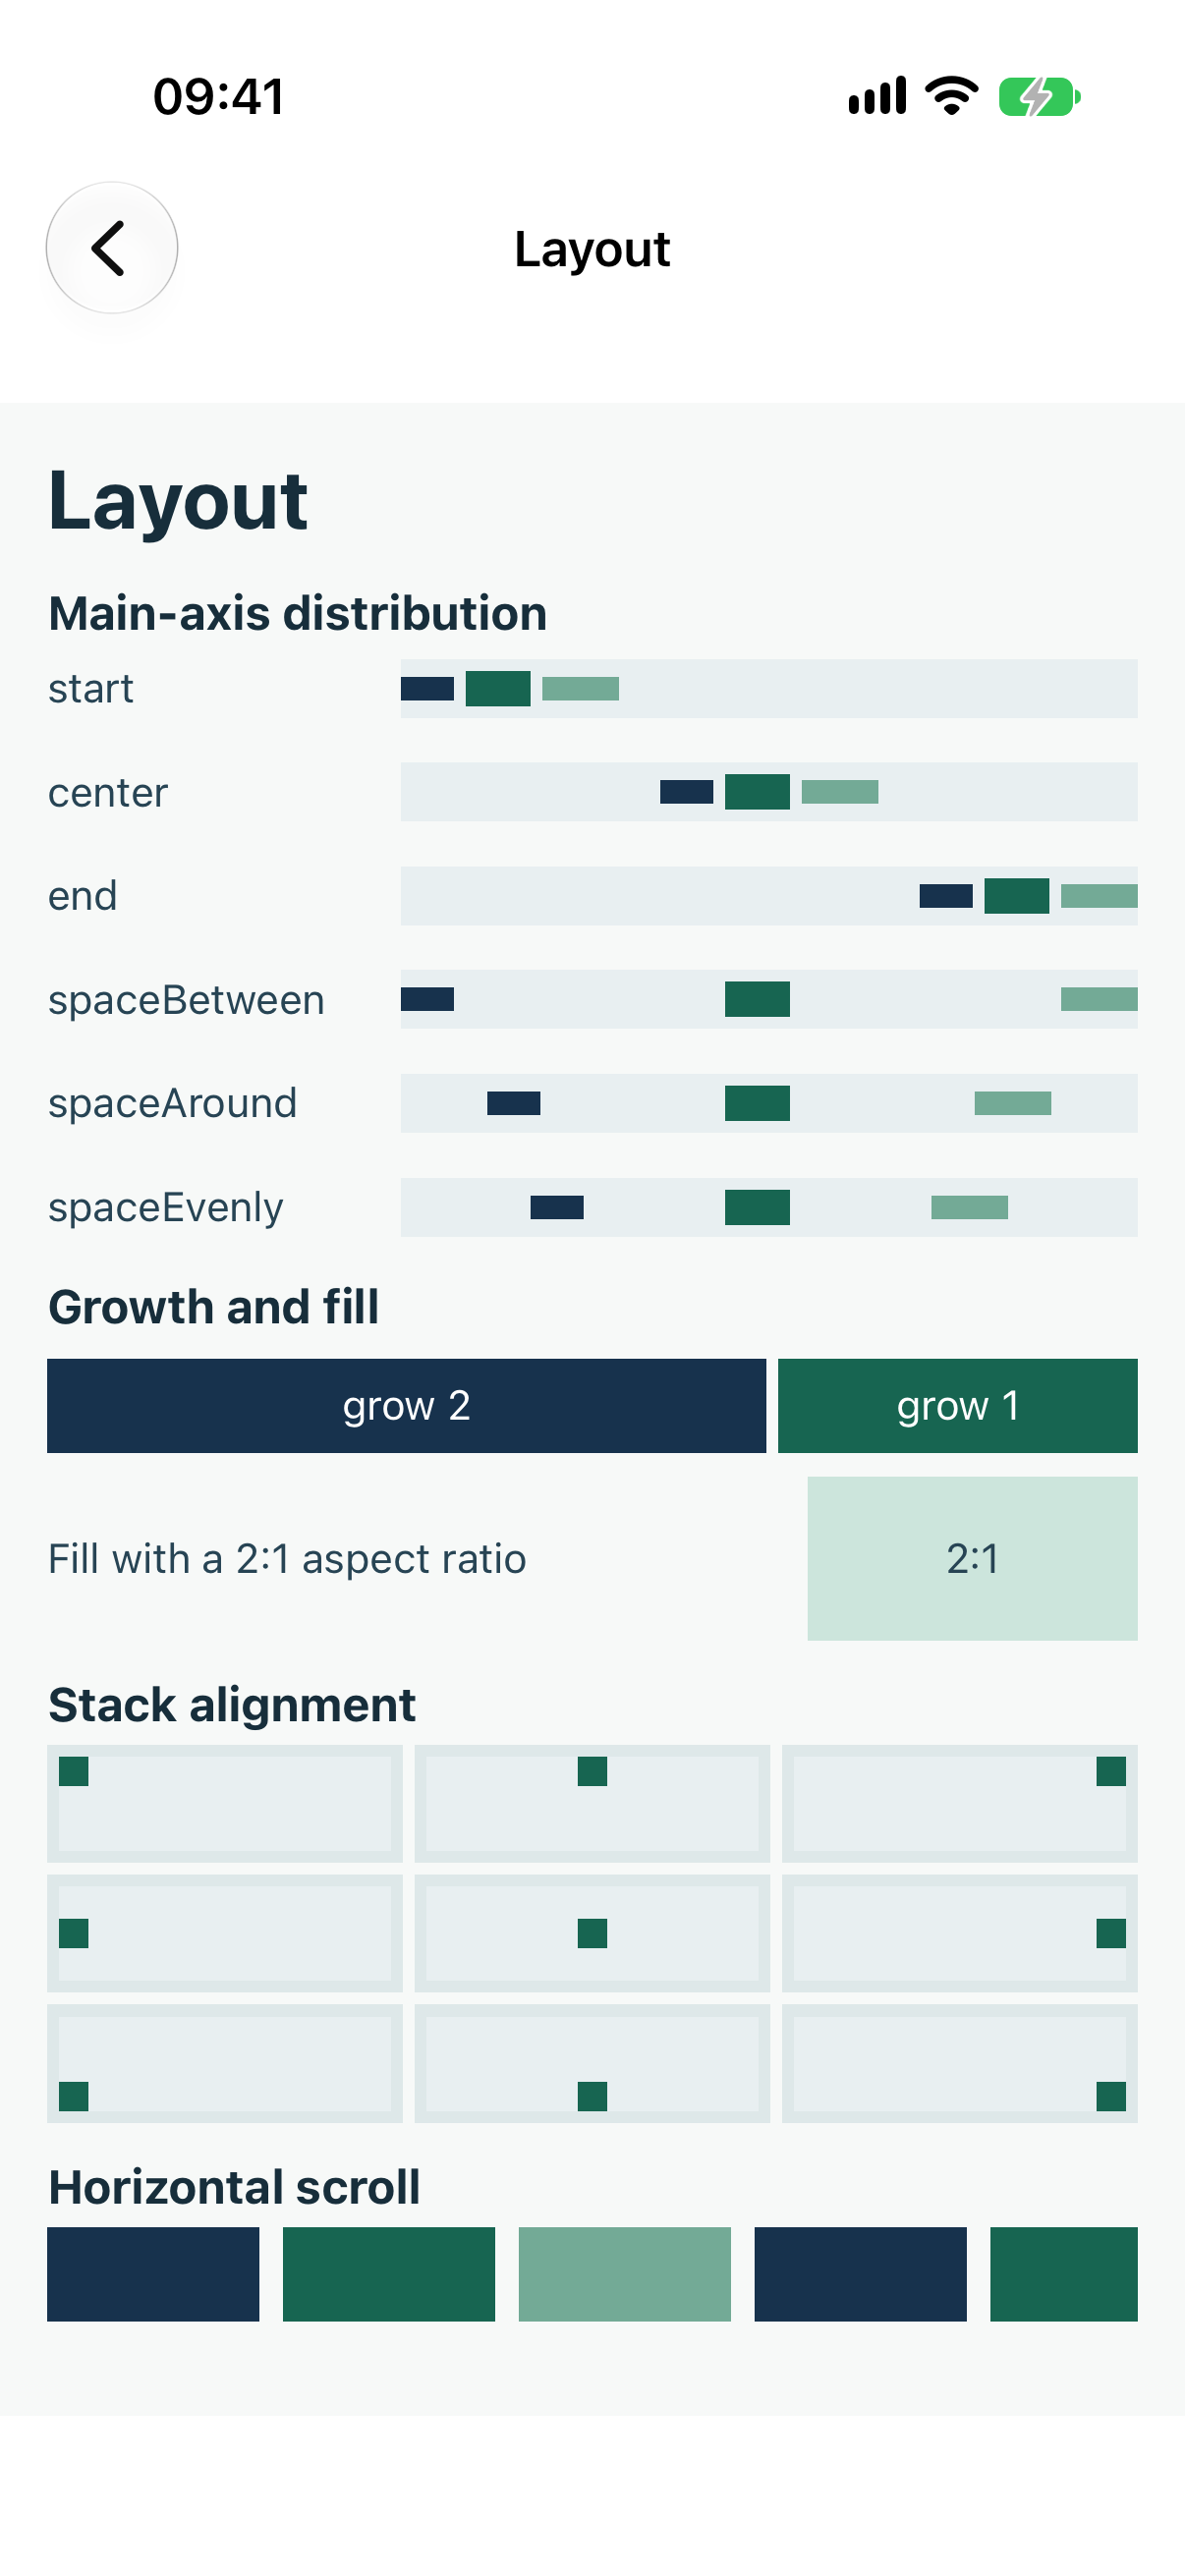 09:41
Layout
Layout
Main-axis distribution
start
center
end
spaceBetween
spaceAround
spaceEvenly
Growth and fill
grow 2
grow 1
Fill with a 2:1 aspect ratio
2:1
Stack alignment
Horizontal scroll